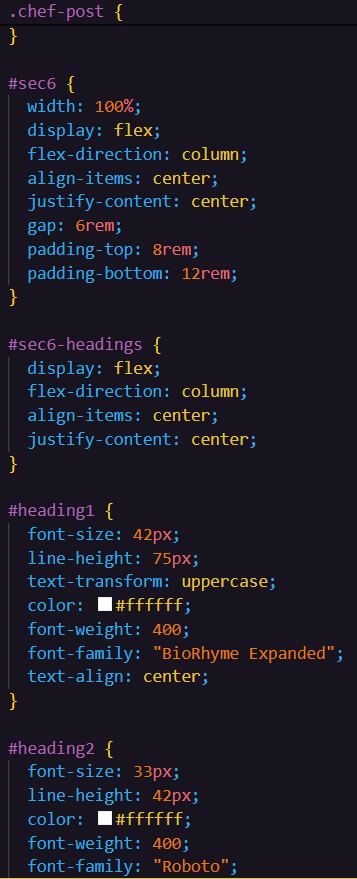 .chef-post {
}
#sec6 {
width: 100%;
display: flex;
flex-direction: column;
align-items: center;
justify-content: center;
gap: 6rem;
padding-top: 8rem;
padding-bottom: 12rem;
}
#sec6-headings {
display: flex;
flex-direction: column;
align-items: center;
justify-content: center;
}
#heading1 {
font-size: 42px;
line-height: 75px;
text-transform: uppercase;
color: #ffffff;
font-weight: 400;
font-family: "BioRhyme Expanded";
text-align: center;
}
#heading2 {
font-size: 33px;
line-height: 42px;
color: #ffffff;
font-weight: 400;
font-family: "Roboto";